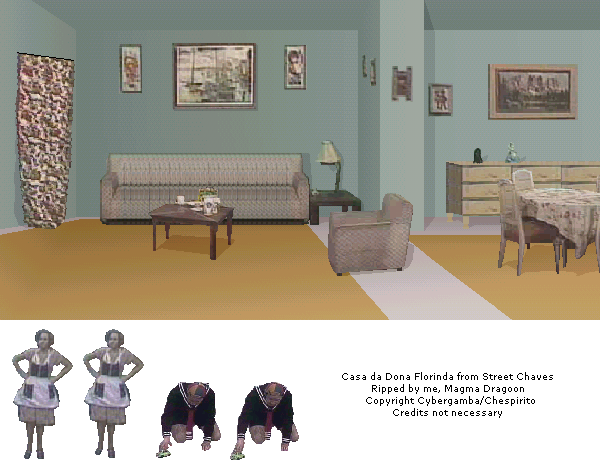 Casa da Dona Florinda from Street Chaves
Ripped by me, Magma Dragoon
Copyright Cybergamba/Chespirito
Credits not necessary